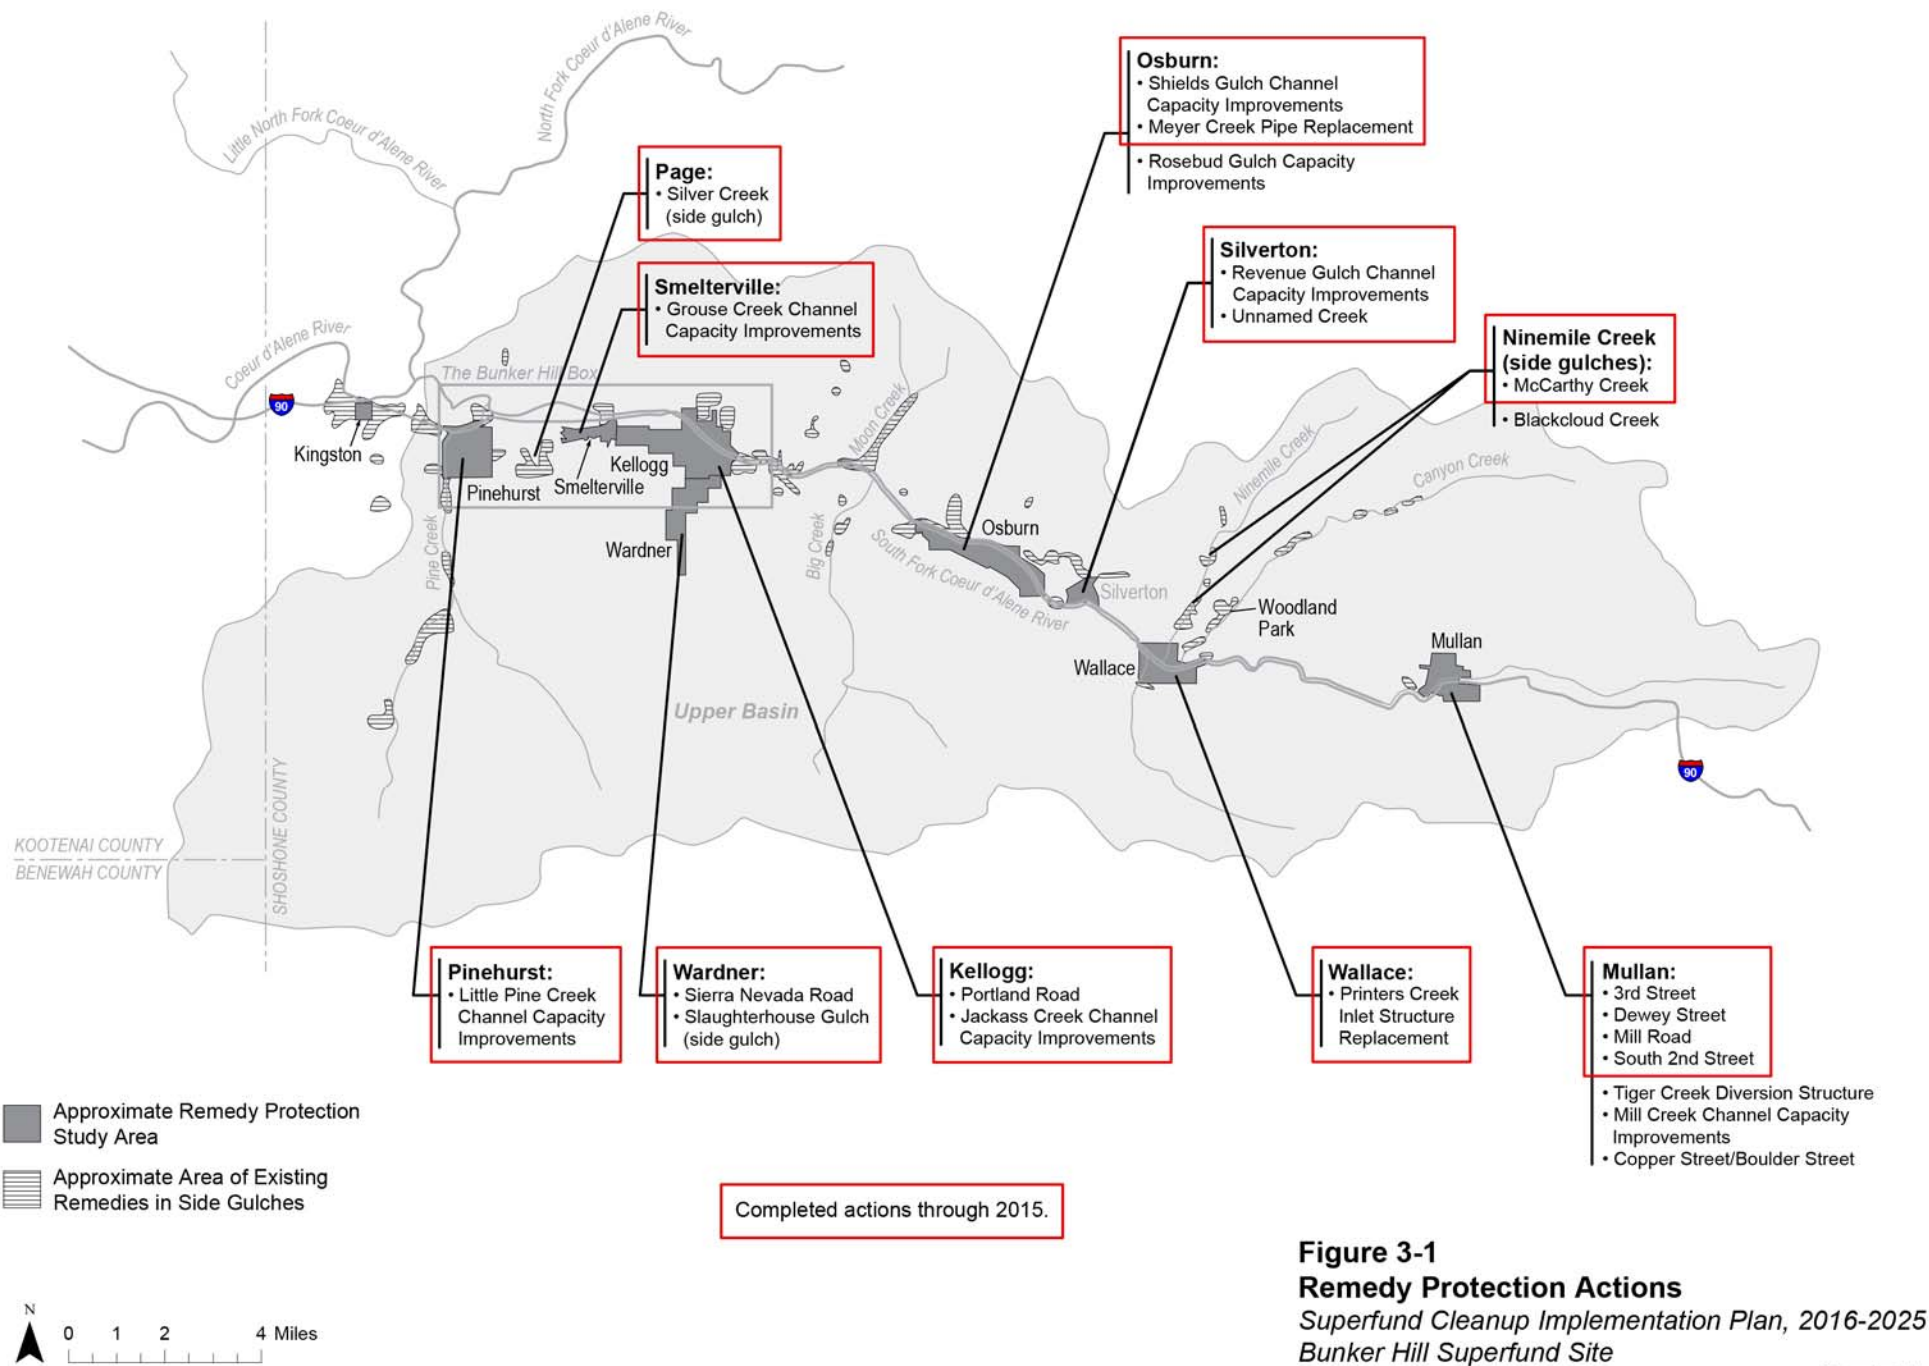 North Fork Coeur d'Alene River
Little North Fork Coeur d'Alene River
Osburn:
• Shields Gulch Channel
Capacity Improvements
• Meyer Creek Pipe Replacement
• Rosebud Gulch Capacity
Improvements
Page:
• Silver Creek
(side gulch)
Silverton:
• Revenue Gulch Channel
Capacity Improvements
• Unnamed Creek
Smelterville:
• Grouse Creek Channel
Capacity Improvements
Ninemile Creek
(side gulches):
• McCarthy Creek
• Blackcloud Creek
Coeur d'Alene River
The Bunker Hill Box
90
Kingston
Pinehurst
Smelterville
Kellogg
Wardner
Moon Creek
Pine Creek
Big Creek
Osburn
South Fork Coeur d'Alene River
Silverton
Ninemile Creek
Canyon Creek
Woodland
Park
Wallace
Mullan
Upper Basin
90
KOOTENAI COUNTY
BENEWAH COUNTY
SHOSHONE COUNTY
Pinehurst:
• Little Pine Creek
Channel Capacity
Improvements
Wardner:
• Sierra Nevada Road
• Slaughterhouse Gulch
(side gulch)
Kellogg:
• Portland Road
• Jackass Creek Channel
Capacity Improvements
Wallace:
• Printers Creek
Inlet Structure
Replacement
Mullan:
• 3rd Street
• Dewey Street
• Mill Road
• South 2nd Street
• Tiger Creek Diversion Structure
• Mill Creek Channel Capacity
Improvements
• Copper Street/Boulder Street
Approximate Remedy Protection
Study Area
Approximate Area of Existing
Remedies in Side Gulches
Completed actions through 2015.
N
0 1 2 4 Miles
Figure 3-1
Remedy Protection Actions
Superfund Cleanup Implementation Plan, 2016-2025
Bunker Hill Superfund Site